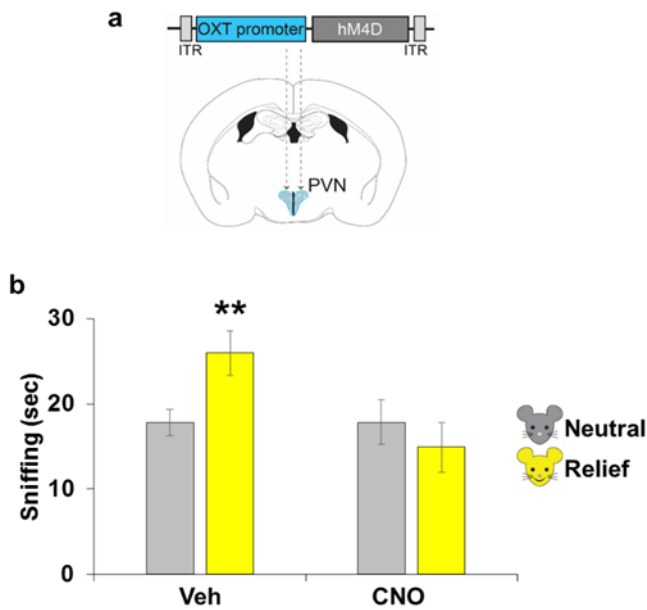 a
OXT promoter hM4D
ITR ITR
PVN
b
**
30
20
10
0
Sniffing (sec)
Veh CNO
Neutral
Relief